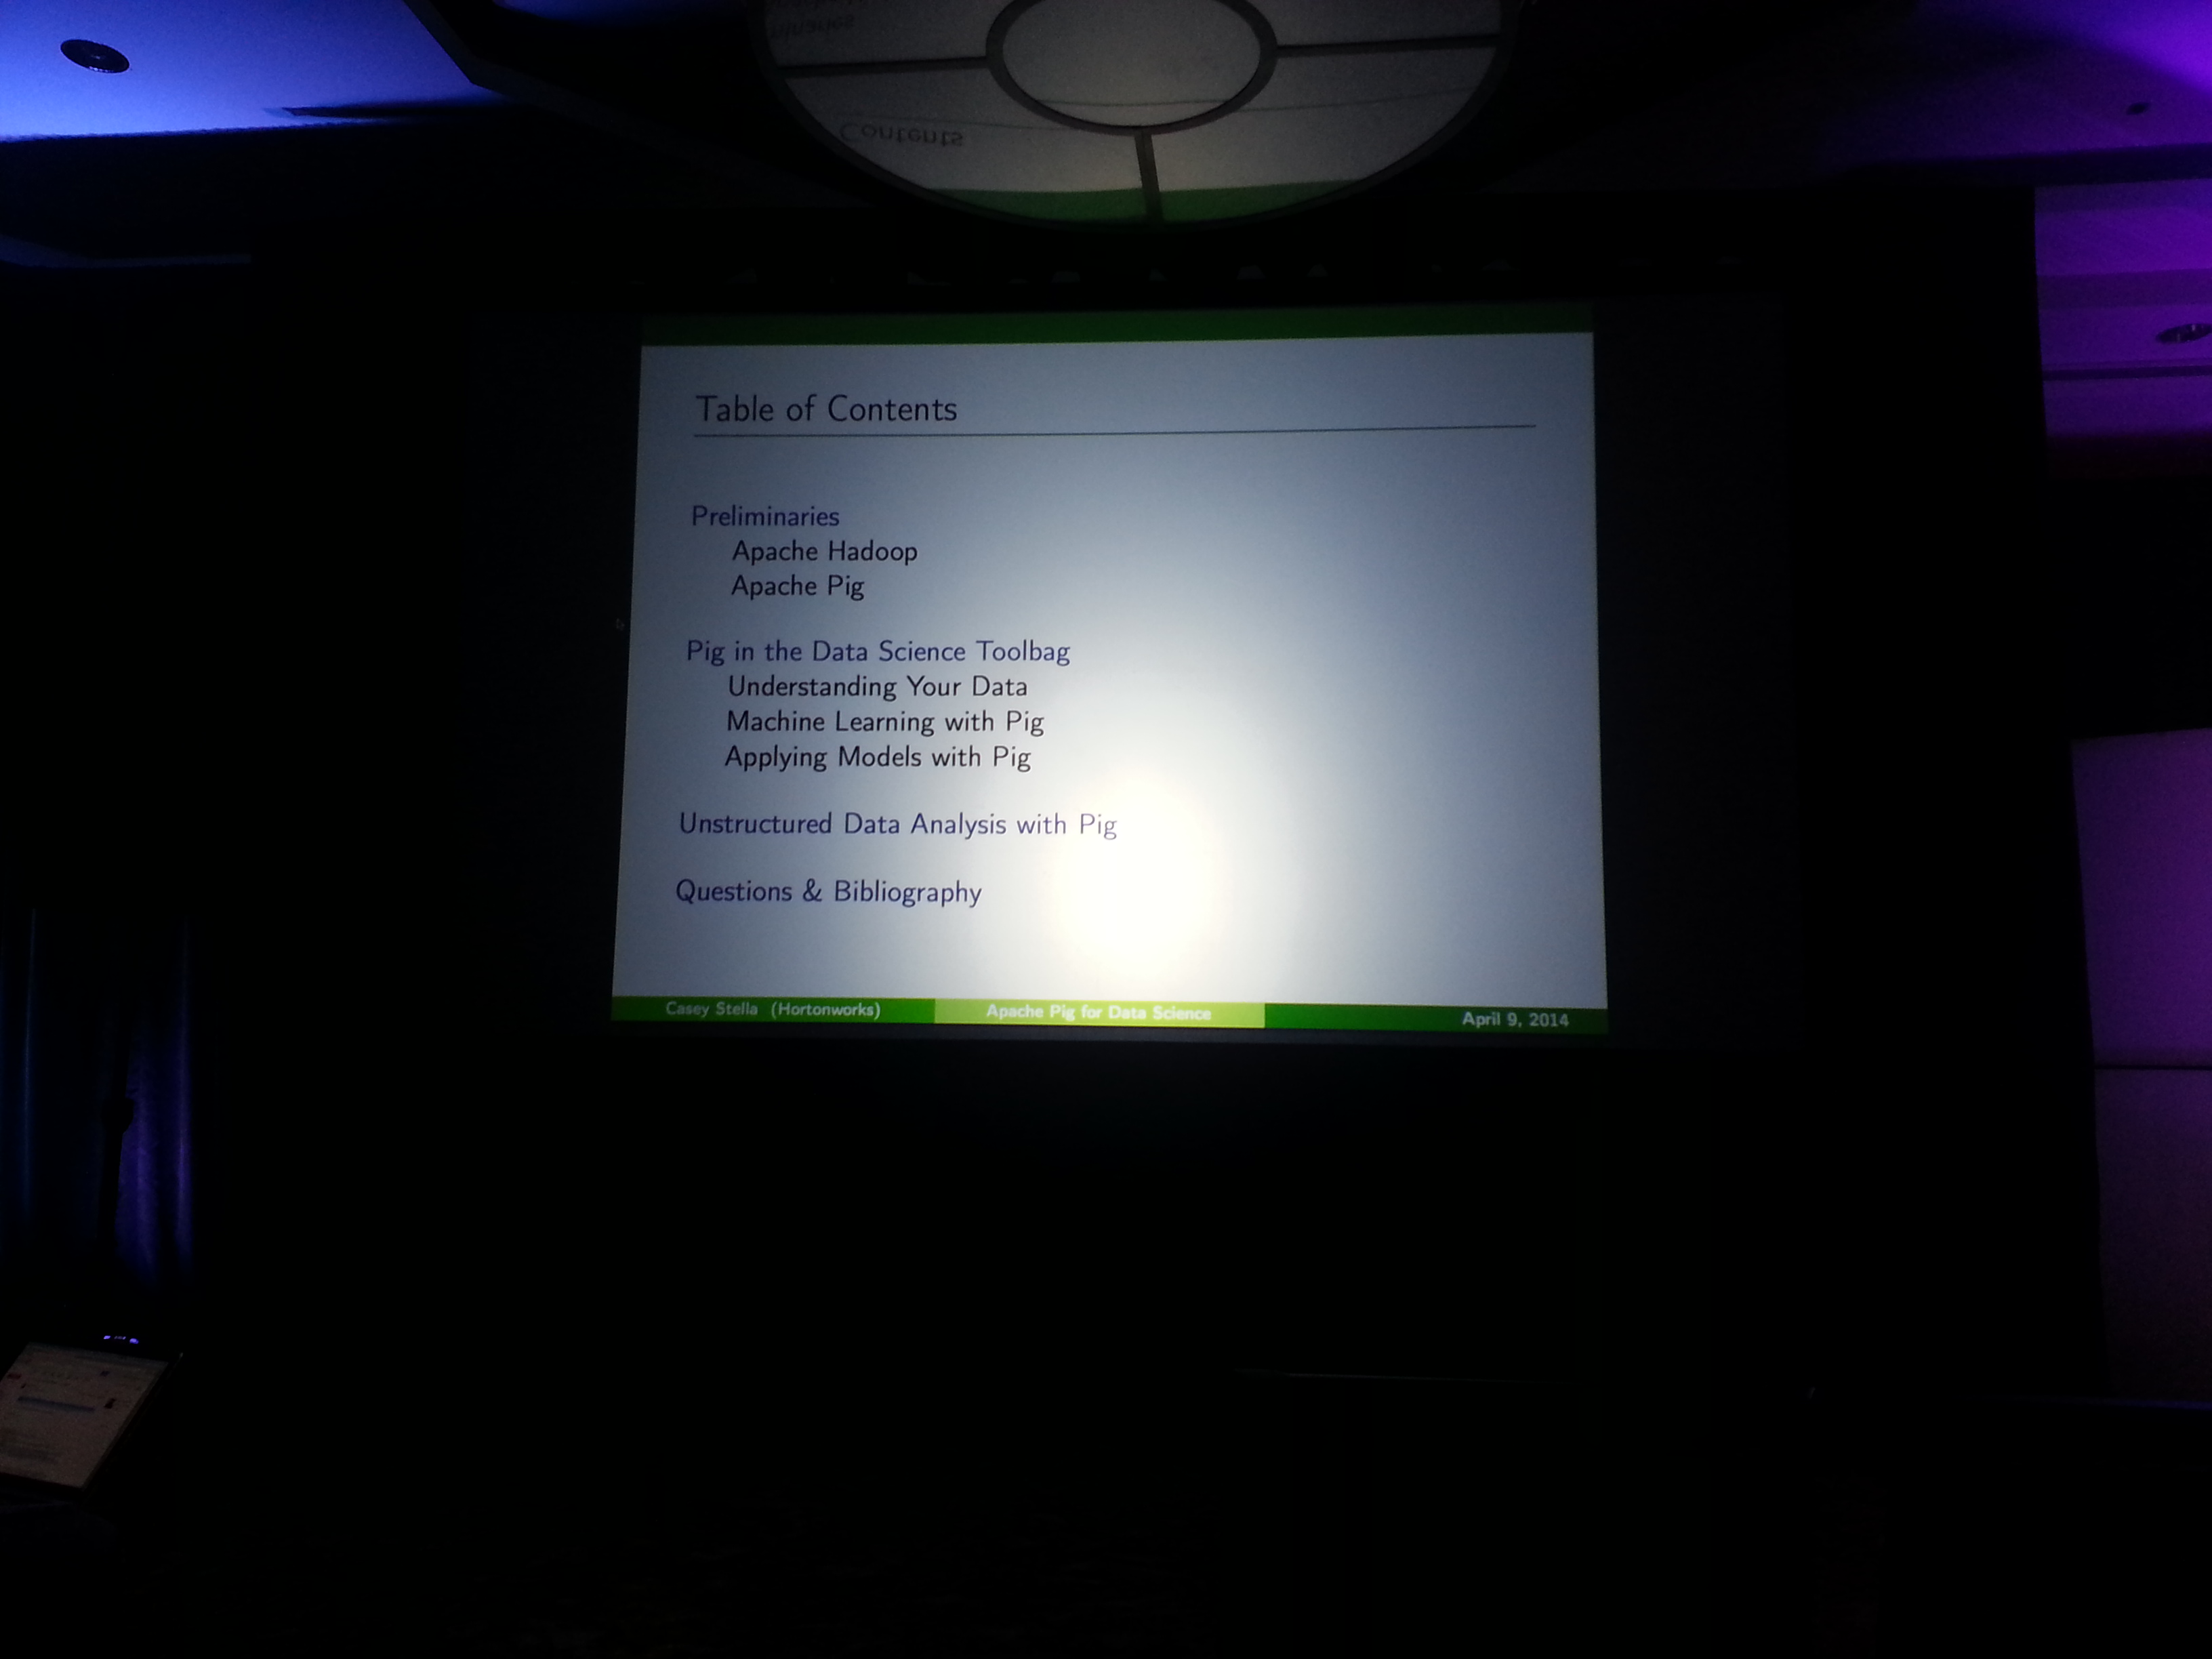 Contents
Table of Contents
Preliminaries
Apache Hadoop
Apache Pig
Pig in the Data Science Toolbag
Understanding Your Data
Machine Learning with Pig
Applying Models with Pig
Unstructured Data Analysis with Pig
Questions & Bibliography
Casey Stella (Hortonworks) Apache Pig for Data Science April 9, 2014